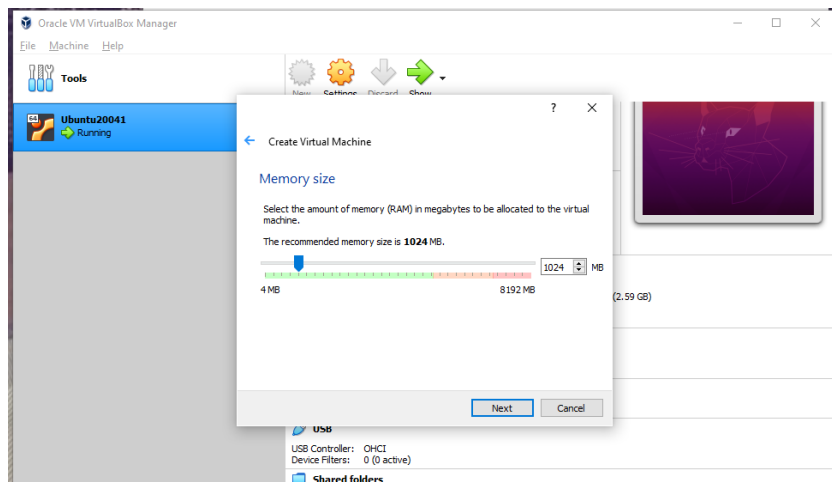 Oracle VM VirtualBox Manager
File Machine Help
Tools
New Settings Discard Show
64
Ubuntu20041
Running
?
Create Virtual Machine
Memory size
Select the amount of memory (RAM) in megabytes to be allocated to the virtual
machine.
The recommended memory size is 1024 MB.
1024 MB
4 MB 8192 MB
(2.59 GB)
Next Cancel
USB
USB Controller: OHCI
Device Filters: 0 (0 active)
Shared folders